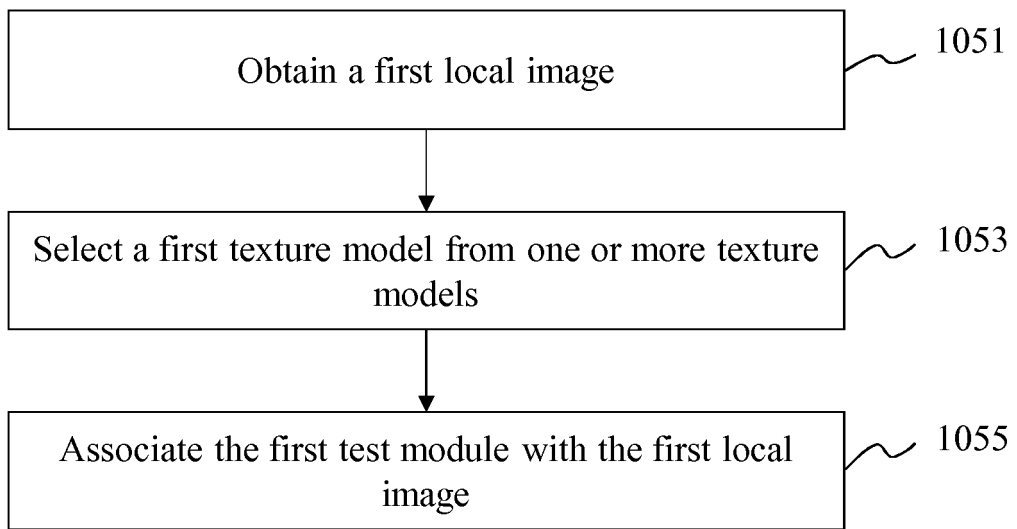 Obtain a first local image
1051
Select a first texture model from one or more texture
models
1053
Associate the first test module with the first local
image
1055